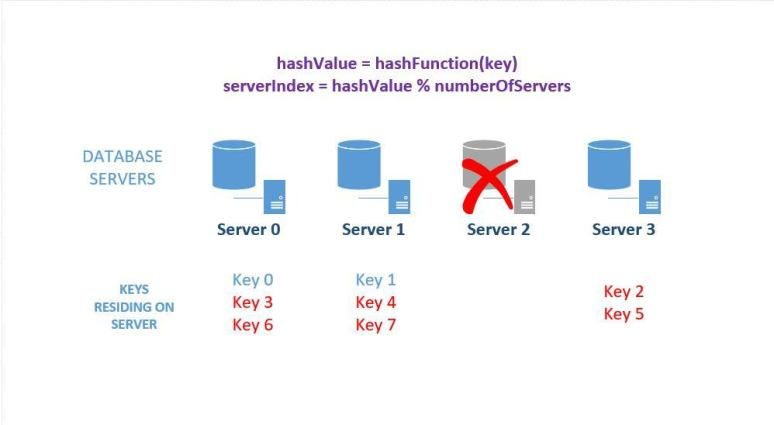 hashValue = hashFunction(key)
serverIndex = hashValue % numberOfServers
DATABASE
SERVERS
Server 0
Server 1
Server 2
Server 3
KEYS
RESIDING ON
SERVER
Key 0
Key 3
Key 6
Key 1
Key 4
Key 7
Key 2
Key 5